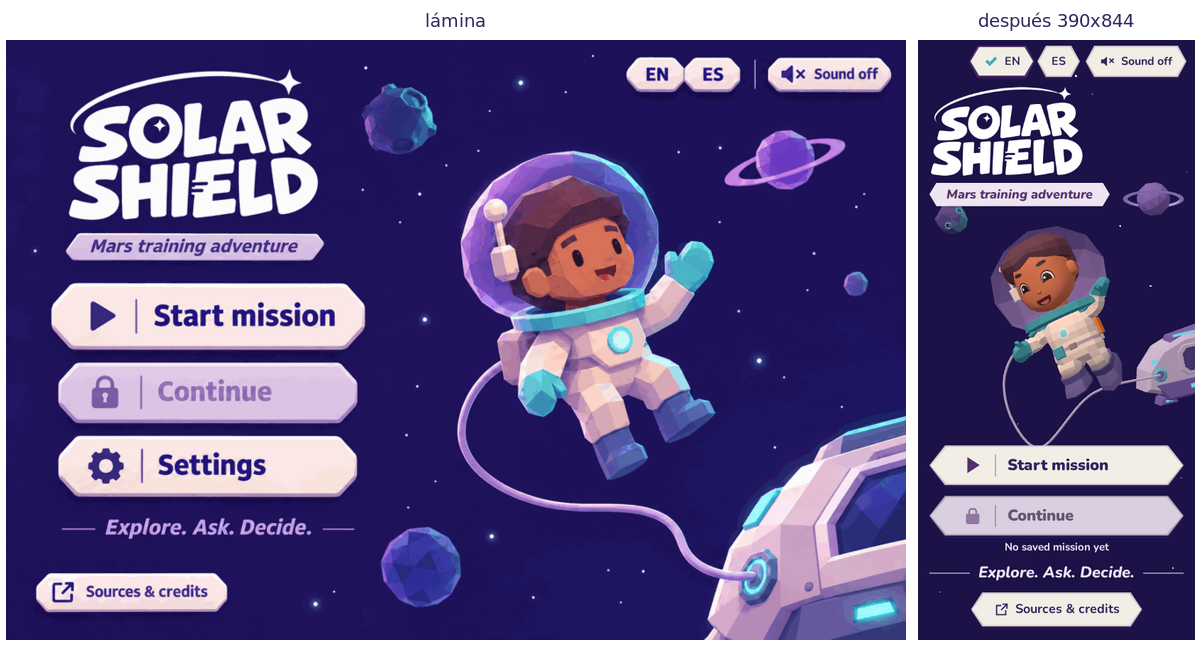 lámina
EN ES Sound off
SOLAR
SHIELD
Mars training adventure
Start mission
Continue
Settings
Explore. Ask. Decide.
Sources & credits
después 390x844
EN ES Sound off
SOLAR
SHIELD
Mars training adventure
Start mission
Continue
No saved mission yet
Explore. Ask. Decide.
Sources & credits